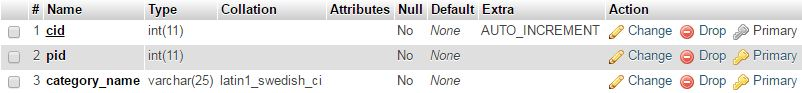 # Name Type Collation Attributes Null Default Extra Action
1 cid int(11) No None AUTO_INCREMENT Change Drop Primary
2 pid int(11) No None Change Drop Primary
3 category_name varchar(25) latin1_swedish_ci No None Change Drop Primary